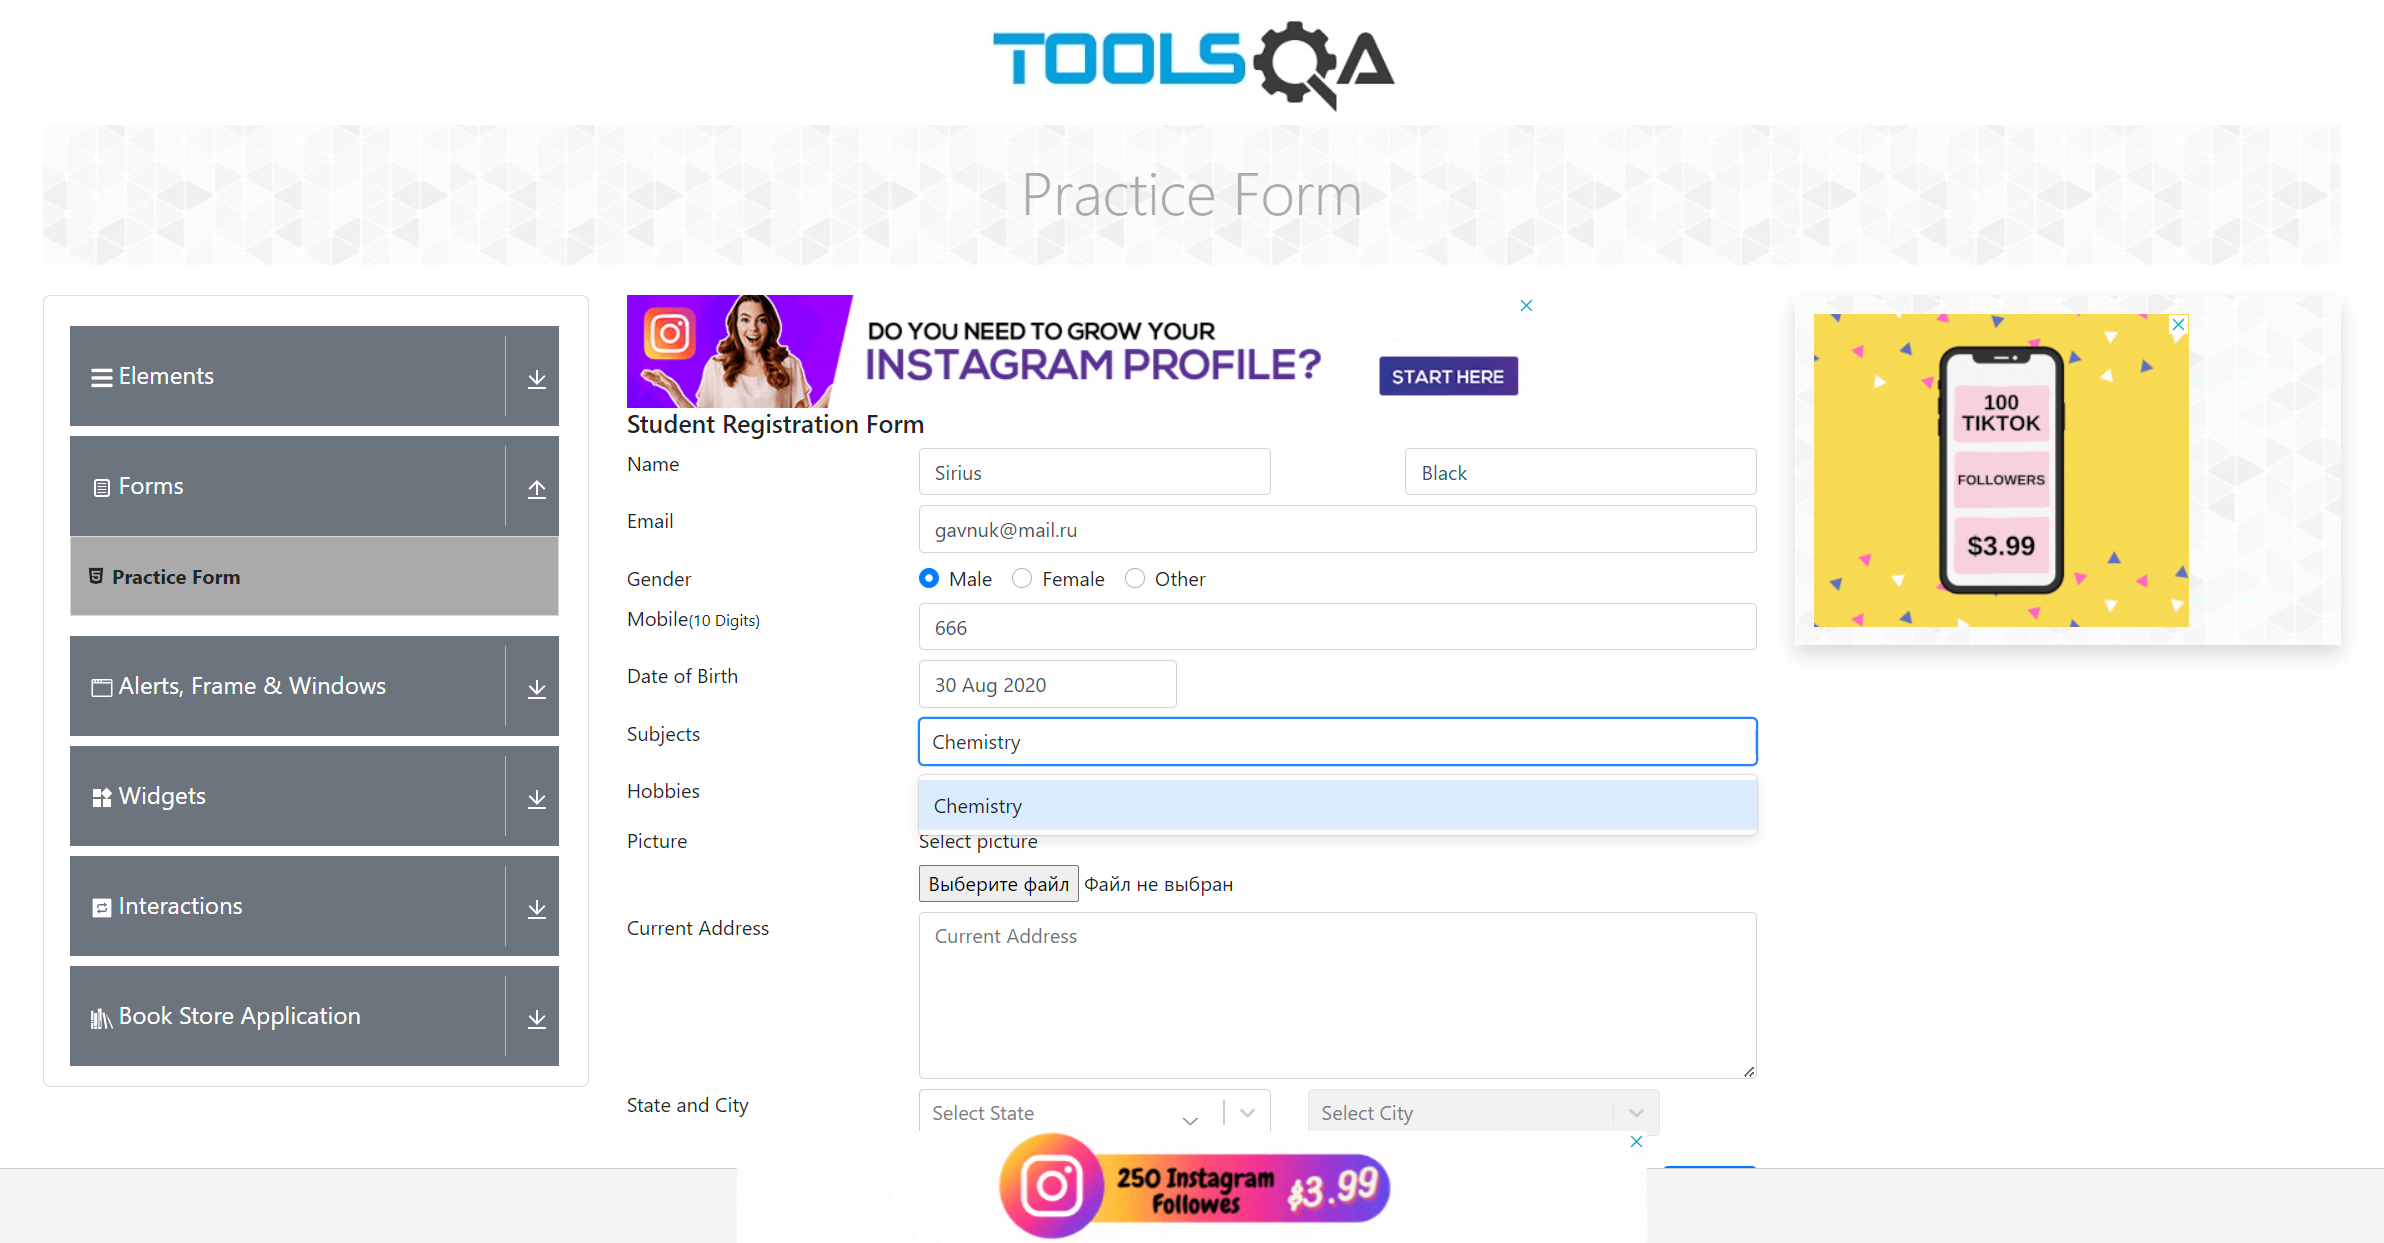 TOOLSQA
Practice Form
Elements
Forms
Practice Form
Alerts, Frame & Windows
Widgets
Interactions
Book Store Application
DO YOU NEED TO GROW YOUR
INSTAGRAM PROFILE?
START HERE
Student Registration Form
Name
Sirius
Black
Email
gavnuk@mail.ru
Gender
Male
Female
Other
Mobile(10 Digits)
666
Date of Birth
30 Aug 2020
Subjects
Chemistry
Hobbies
Chemistry
Picture
Select picture
Выберите файл Файл не выбран
Current Address
Current Address
State and City
Select State
Select City
100
TIKTOK
FOLLOWERS
$3.99
250 Instagram
Followes
$3.99